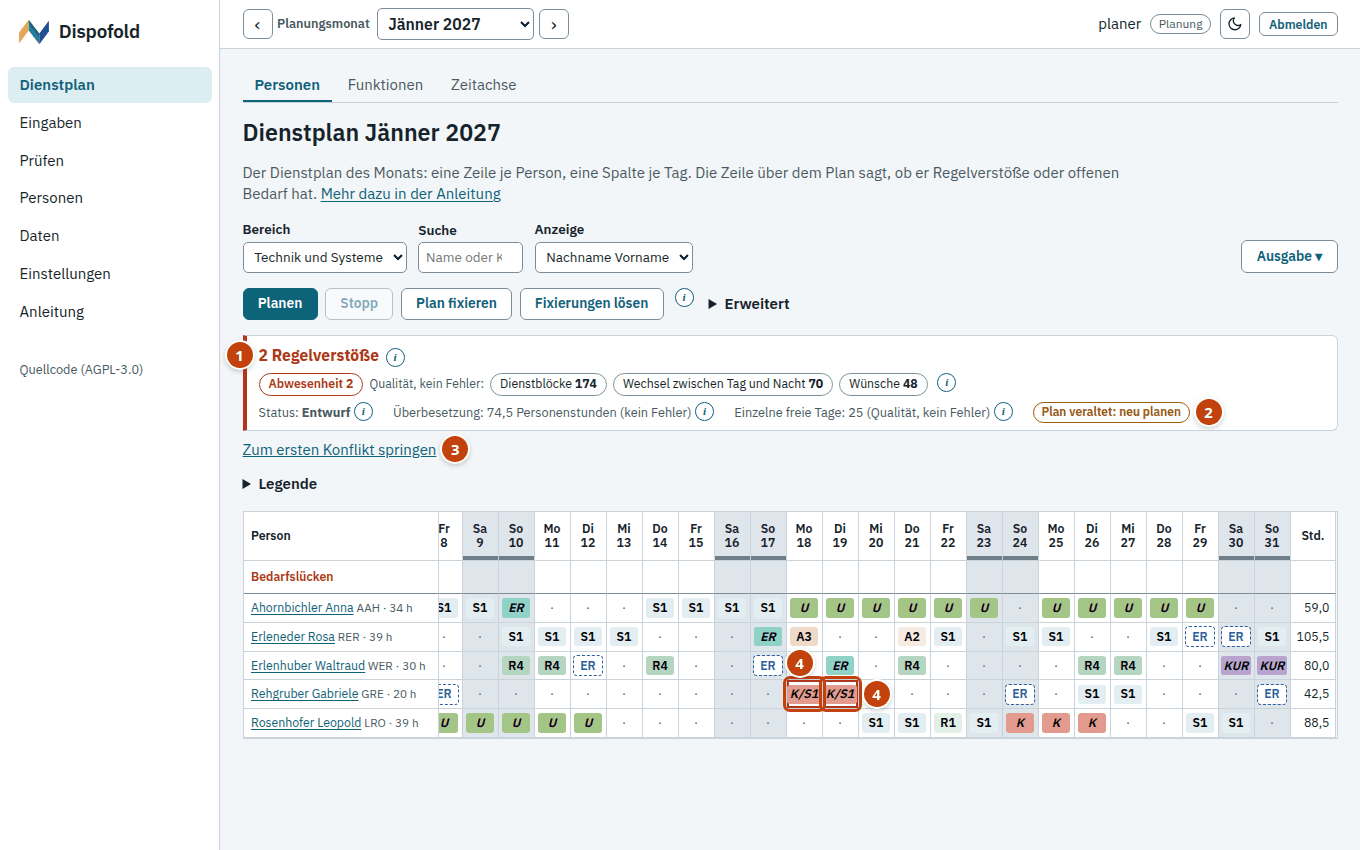 Dispofold
‹ Planungsmonat Jänner 2027 ›
planer Planung Abmelden
Dienstplan
Eingaben
Prüfen
Personen
Daten
Einstellungen
Anleitung
Quellcode (AGPL-3.0)
Personen Funktionen Zeitachse
Dienstplan Jänner 2027
Der Dienstplan des Monats: eine Zeile je Person, eine Spalte je Tag. Die Zeile über dem Plan sagt, ob er Regelverstöße oder offenen
Bedarf hat. Mehr dazu in der Anleitung
Bereich Suche Anzeige
Technik und Systeme Name oder K Nachname Vorname Ausgabe ▾
Planen Stopp Plan fixieren Fixierungen lösen i ▶ Erweitert
1 2 Regelverstöße i
Abwesenheit 2 Qualität, kein Fehler: Dienstblöcke 174 Wechsel zwischen Tag und Nacht 70 Wünsche 48 i
Status: Entwurf i Überbesetzung: 74,5 Personenstunden (kein Fehler) i Einzelne freie Tage: 25 (Qualität, kein Fehler) i Plan veraltet: neu planen 2
Zum ersten Konflikt springen 3
▶ Legende
Person Fr 8 Sa 9 So 10 Mo 11 Di 12 Mi 13 Do 14 Fr 15 Sa 16 So 17 Mo 18 Di 19 Mi 20 Do 21 Fr 22 Sa 23 So 24 Mo 25 Di 26 Mi 27 Do 28 Fr 29 Sa 30 So 31 Std.
Bedarfslücken
Ahornbichler Anna AAH · 34 h S1 S1 ER · · · S1 S1 S1 S1 U U U U U U · U U U U U · · 59,0
Erleneder Rosa RER · 39 h · · S1 S1 S1 S1 · · · ER A3 · · A2 S1 · S1 S1 · · S1 ER ER S1 105,5
Erlenhuber Waltraud WER · 30 h · · R4 R4 ER · R4 · · ER 4 ER · R4 · · · · R4 R4 · · KUR KUR 80,0
Rehgruber Gabriele GRE · 20 h ER · · · · · · · · · K/S1 K/S1 4 · · · ER · S1 S1 · · · ER 42,5
Rosenhofer Leopold LRO · 39 h U U U U U · · · · · · · S1 S1 R1 S1 K K K · · S1 S1 · 88,5